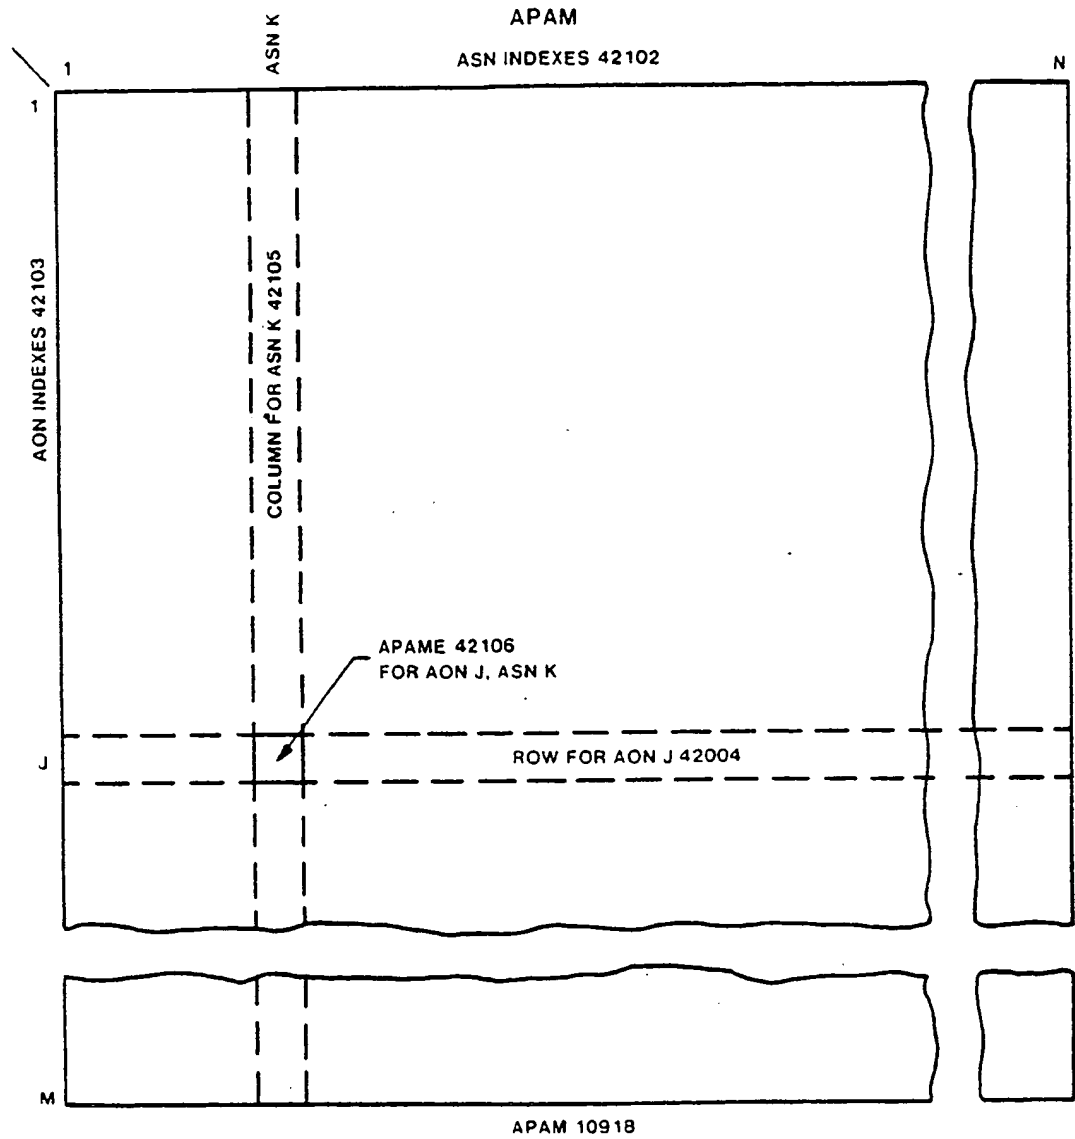 APAM
ASN K
ASN INDEXES 42102
1
N
1
AON INDEXES 42103
COLUMN FOR ASN K 42105
APAME 42106
FOR AON J, ASN K
J
ROW FOR AON J 42004
M
APAM 10918